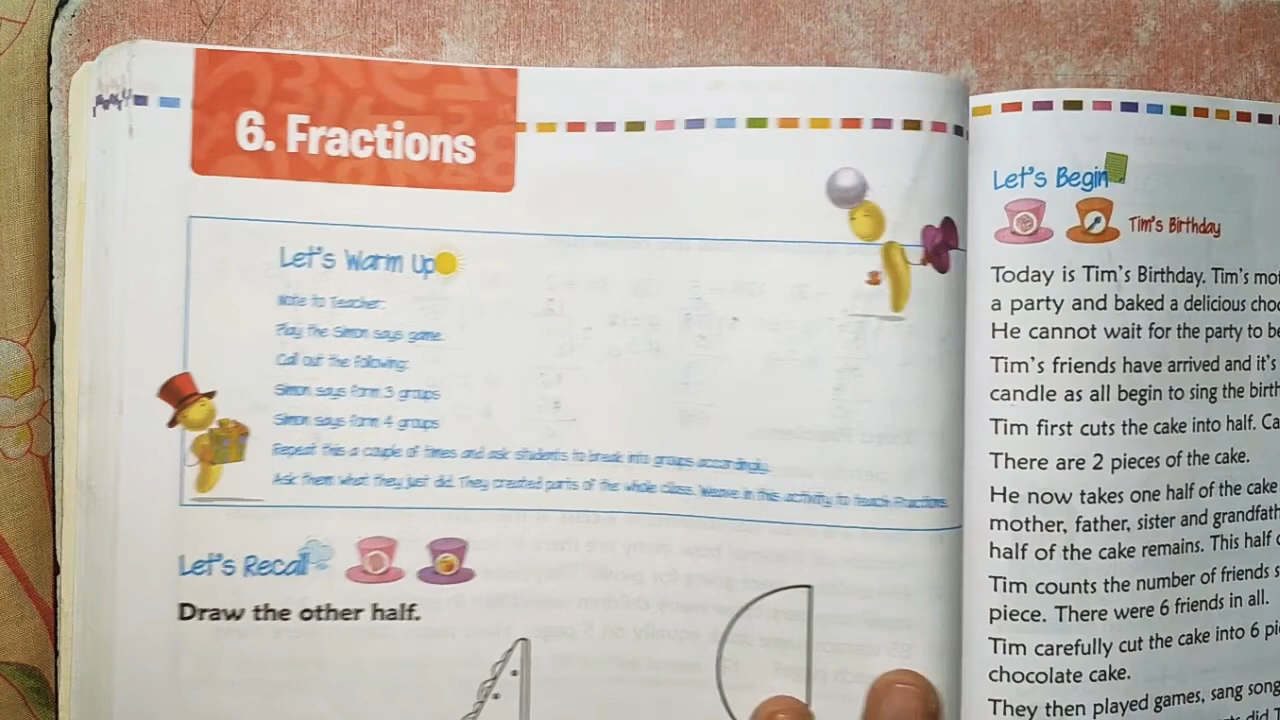 6. Fractions
Let's Warm Up
Note to Teacher:
Play the Simon says game.
Call out the following:
Simon says form 3 groups
Simon says form 4 groups
Repeat this a couple of times and ask students to break into groups accordingly.
Ask them what they just did. They created parts of the whole class. Weave in this activity to teach Fractions.
Let's Recall
Draw the other half.
Let's Begin
Tim's Birthday
Today is Tim's Birthday. Tim's
a party and baked a delicious
He cannot wait for the party to
Tim's friends have arrived and it's
candle as all begin to sing the
Tim first cuts the cake into half.
There are 2 pieces of the cake.
He now takes one half of the cake
mother, father, sister and
half of the cake remains. This half
Tim counts the number of friends
piece. There were 6 friends in all.
Tim carefully cut the cake into 6
chocolate cake.
They then played games, sang